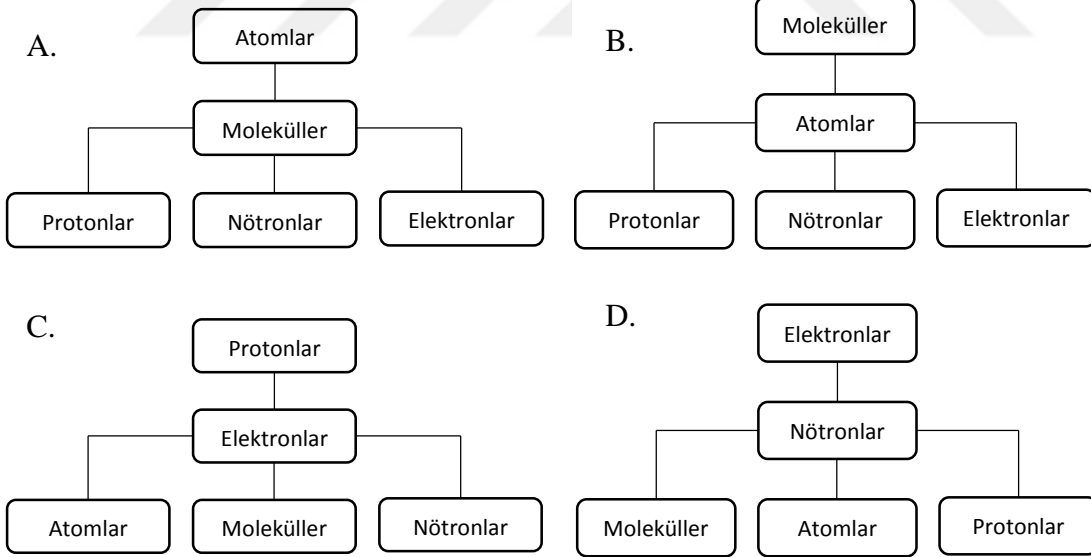 A.
Atomlar
Moleküller
Protonlar Nötronlar Elektronlar
B.
Moleküller
Atomlar
Protonlar Nötronlar Elektronlar
C.
Protonlar
Elektronlar
Atomlar Moleküller Nötronlar
D.
Elektronlar
Nötronlar
Moleküller Atomlar Protonlar